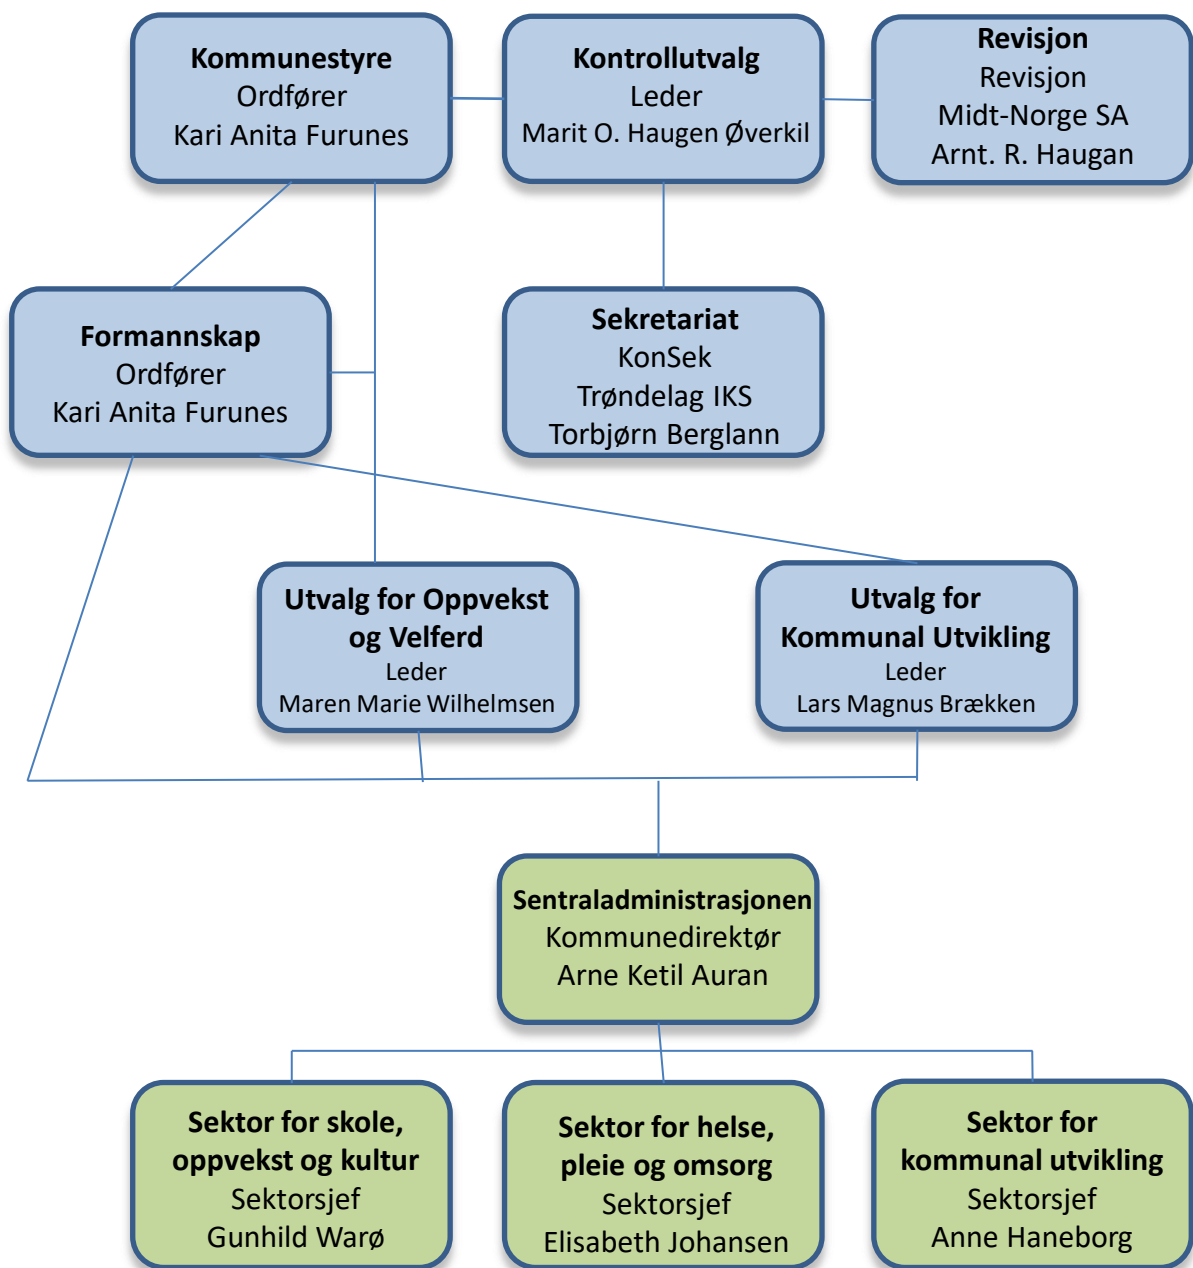 Kommunestyre
Ordfører
Kari Anita Furunes
Kontrollutvalg
Leder
Marit O. Haugen Øverkil
Revisjon
Revisjon
Midt-Norge SA
Arnt. R. Haugan
Formannskap
Ordfører
Kari Anita Furunes
Sekretariat
KonSek
Trøndelag IKS
Torbjørn Berglann
Utvalg for Oppvekst
og Velferd
Leder
Maren Marie Wilhelmsen
Utvalg for
Kommunal Utvikling
Leder
Lars Magnus Brækken
Sentraladministrasjonen
Kommunedirektør
Arne Ketil Auran
Sektor for skole,
oppvekst og kultur
Sektorsjef
Gunhild Warø
Sektor for helse,
pleie og omsorg
Sektorsjef
Elisabeth Johansen
Sektor for
kommunal utvikling
Sektorsjef
Anne Haneborg